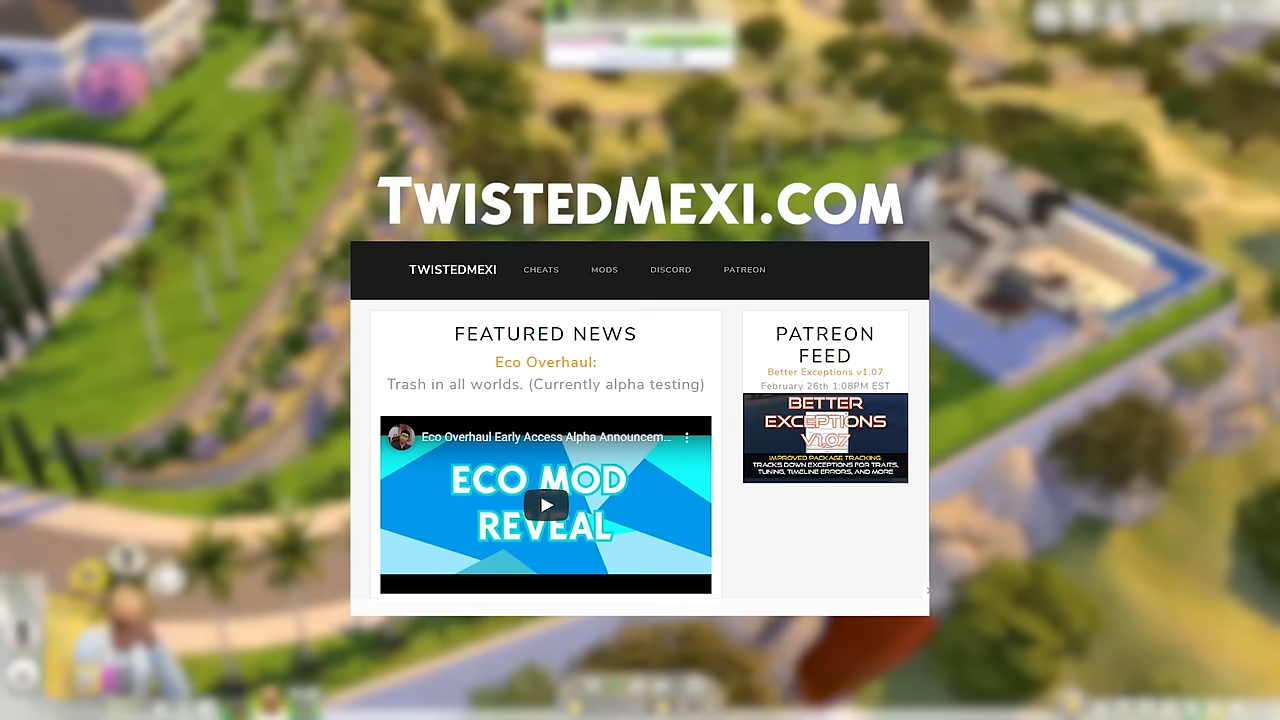 TWISTEDMEXI.COM
TWISTEDMEXI CHEATS MODS DISCORD PATREON
FEATURED NEWS
Eco Overhaul:
Trash in all worlds. (Currently alpha testing)
Eco Overhaul Early Access Alpha Announcem...
ECO MOD
REVEAL
PATREON
FEED
Better Exceptions v1.07
February 26th 1:08PM EST
BETTER
EXCEPTIONS
V1.07
IMPROVED PACKAGE TRACKING
TRACKS DOWN EXCEPTIONS FOR TRAITS,
TUNING, TIMELINE ERRORS, AND MORE